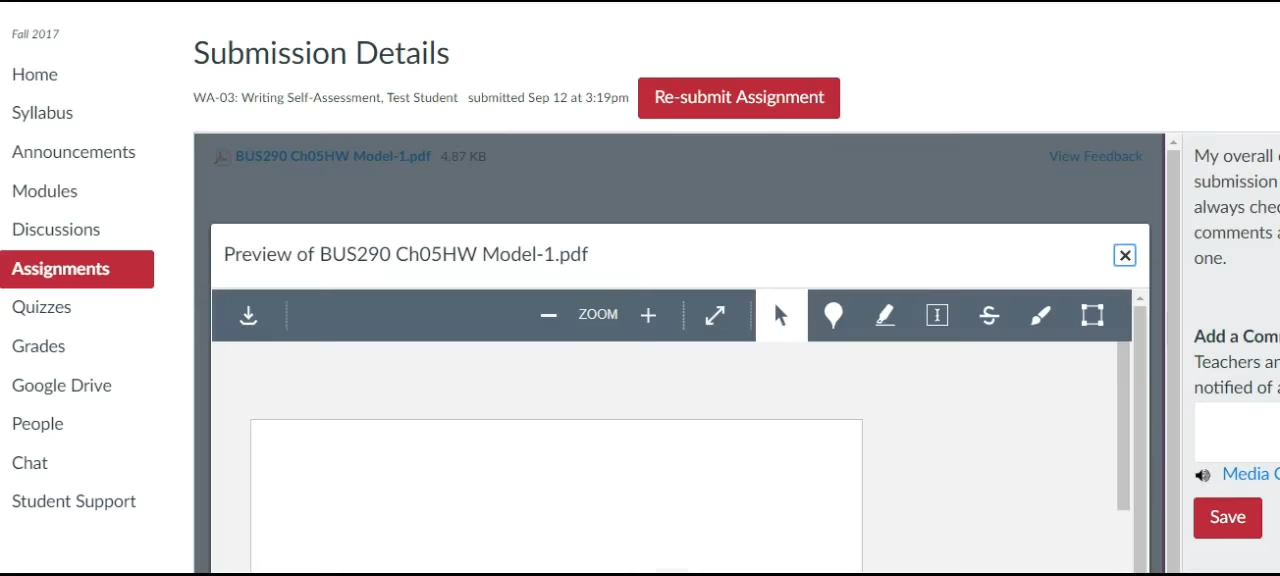 Fall 2017
Home
Syllabus
Announcements
Modules
Discussions
Assignments
Quizzes
Grades
Google Drive
People
Chat
Student Support
Submission Details
WA-03: Writing Self-Assessment, Test Student submitted Sep 12 at 3:19pm
Re-submit Assignment
BUS290 Ch05HW Model-1.pdf 4.87 KB
View Feedback
Preview of BUS290 Ch05HW Model-1.pdf
ZOOM
My overall
submission
always
comments
one.
Add a
Teachers
notified of
Media
Save